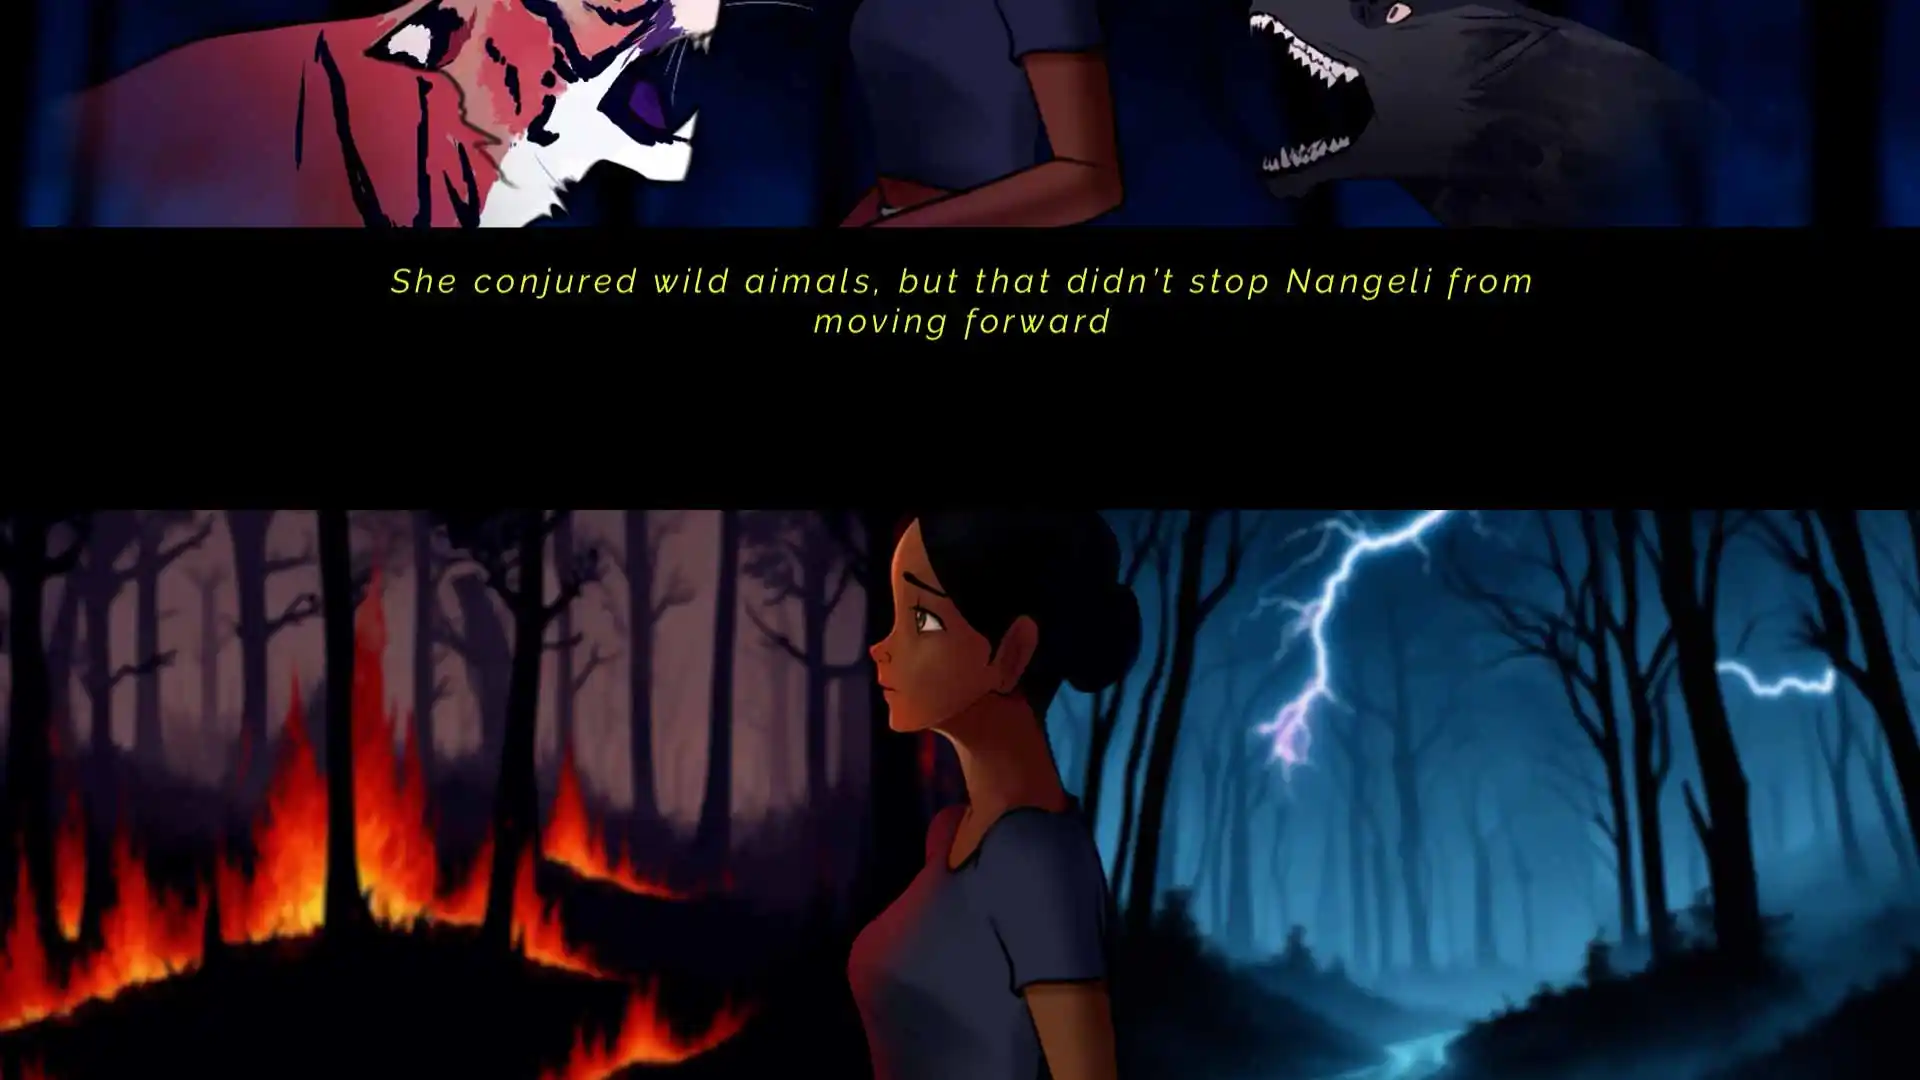 She conjured wild aimals, but that didn't stop Nangeli from
moving forward